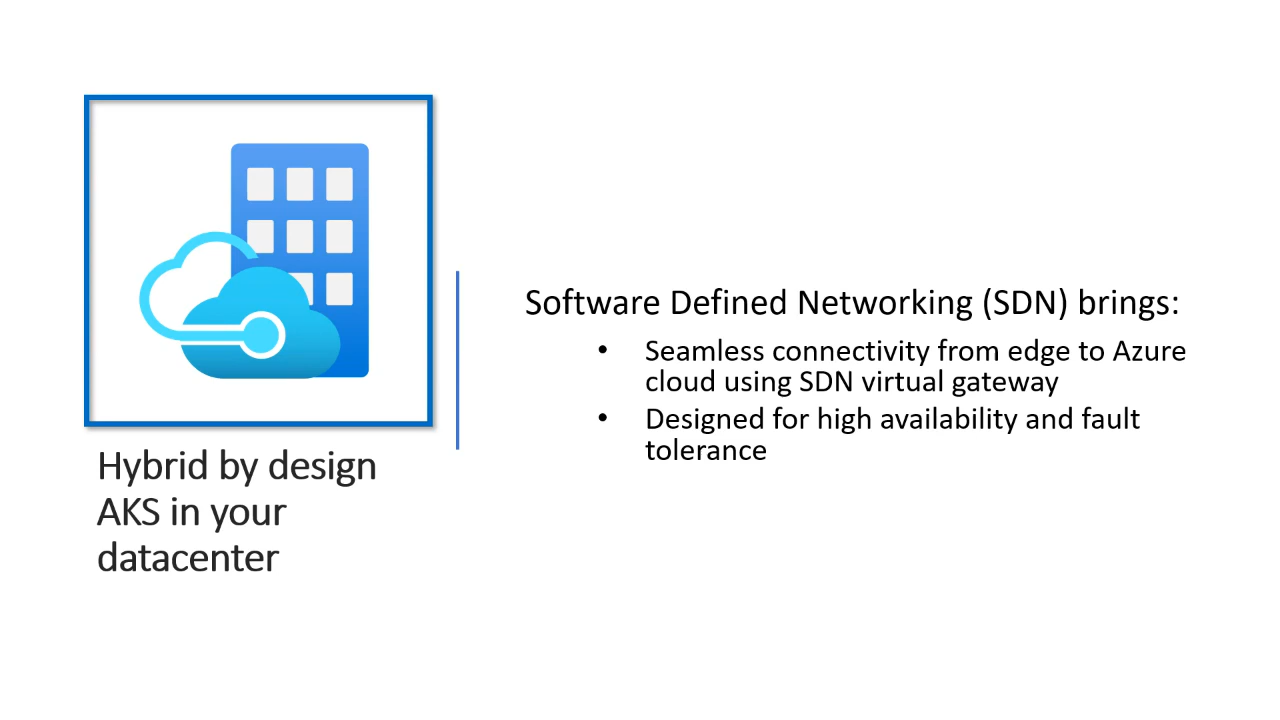 Hybrid by design
AKS in your
datacenter
Software Defined Networking (SDN) brings:
• Seamless connectivity from edge to Azure
cloud using SDN virtual gateway
• Designed for high availability and fault
tolerance